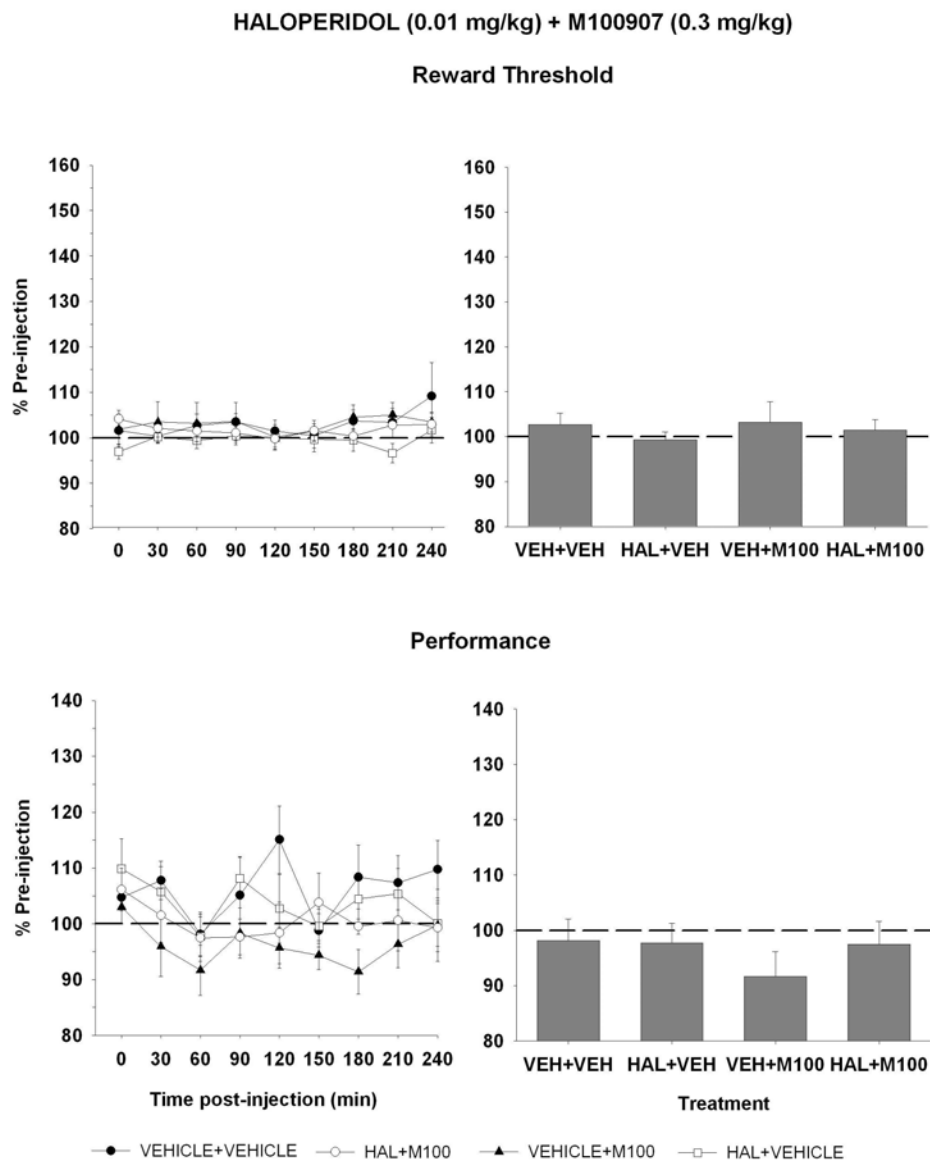 HALOPERIDOL (0.01 mg/kg) + M100907 (0.3 mg/kg)
Reward Threshold
% Pre-injection
160
150
140
130
120
110
100
90
80
0 30 60 90 120 150 180 210 240
160
150
140
130
120
110
100
90
80
VEH+VEH HAL+VEH VEH+M100 HAL+M100
Performance
% Pre-injection
140
130
120
110
100
90
80
0 30 60 90 120 150 180 210 240
Time post-injection (min)
140
130
120
110
100
90
80
VEH+VEH HAL+VEH VEH+M100 HAL+M100
Treatment
VEHICLE+VEHICLE HAL+M100 VEHICLE+M100 HAL+VEHICLE